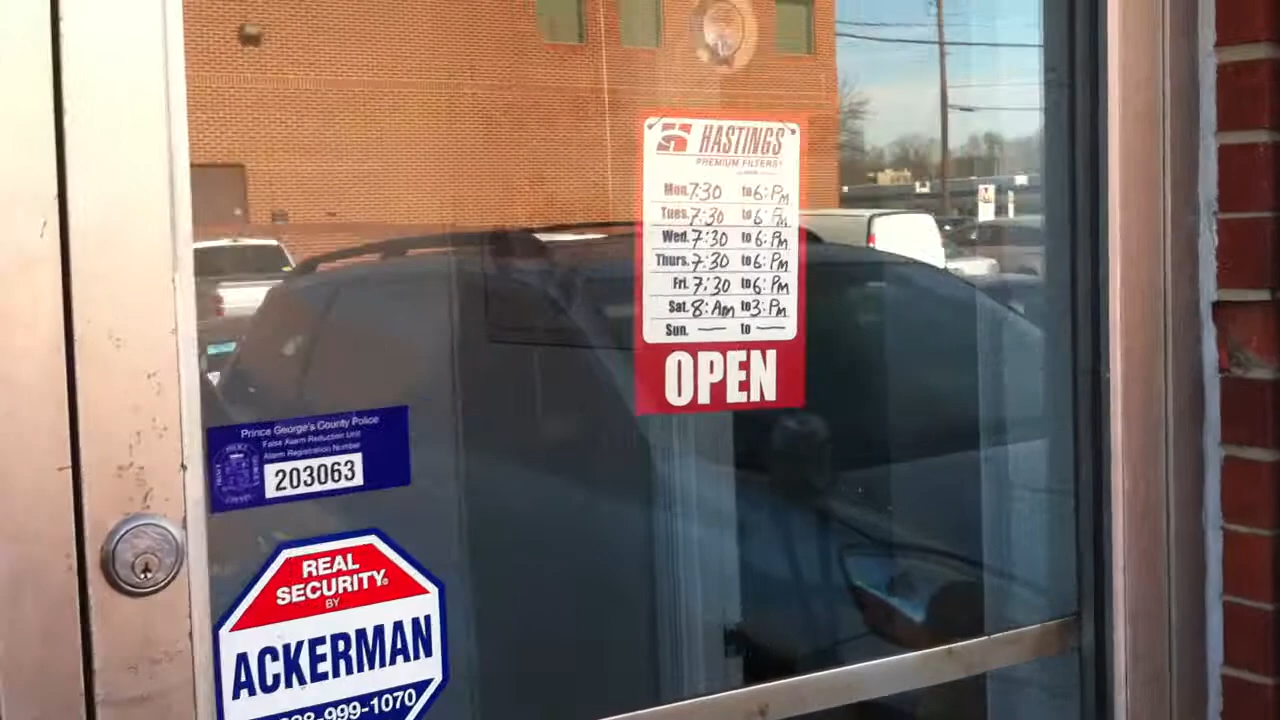 HASTINGS
PREMIUM FILTERS
Mon. 7:30 to 6: Pm
Tues. 7:30 to 6: Pm
Wed. 7:30 to 6: Pm
Thurs. 7:30 to 6: Pm
Fri. 7:30 to 6: Pm
Sat. 8: Am to 3: Pm
Sun. — to —
OPEN
Prince George's County Police
False Alarm Reduction Unit
Alarm Registration Number
203063
REAL
SECURITY®
BY
ACKERMAN
-999-1070